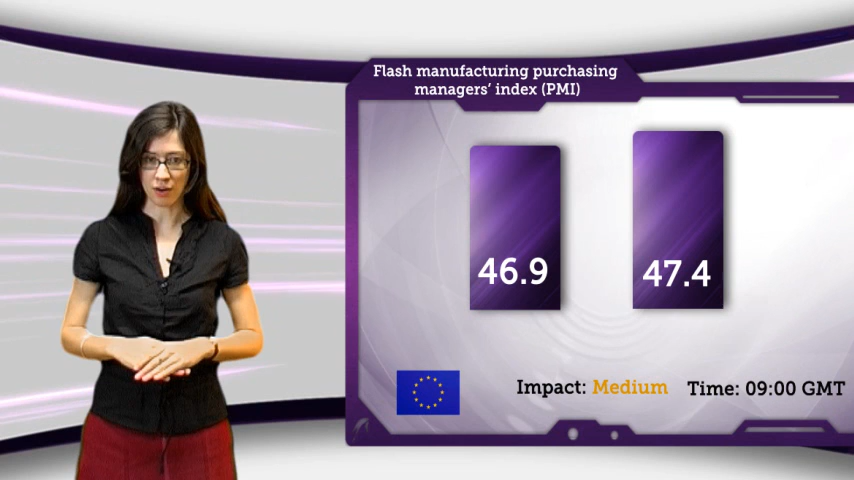 Flash manufacturing purchasing
managers' index (PMI)
46.9
47.4
Impact: Medium
Time: 09:00 GMT